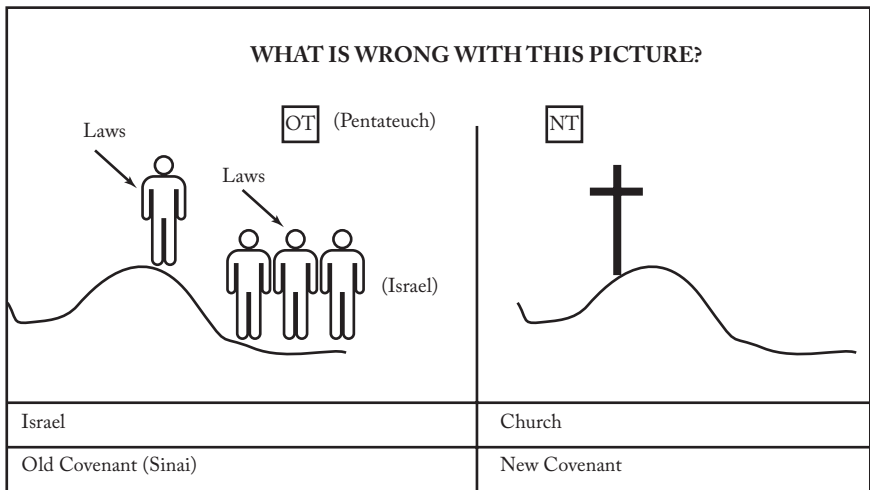 WHAT IS WRONG WITH THIS PICTURE?
OT (Pentateuch)
NT
Laws
Laws
(Israel)
Israel
Church
Old Covenant (Sinai)
New Covenant